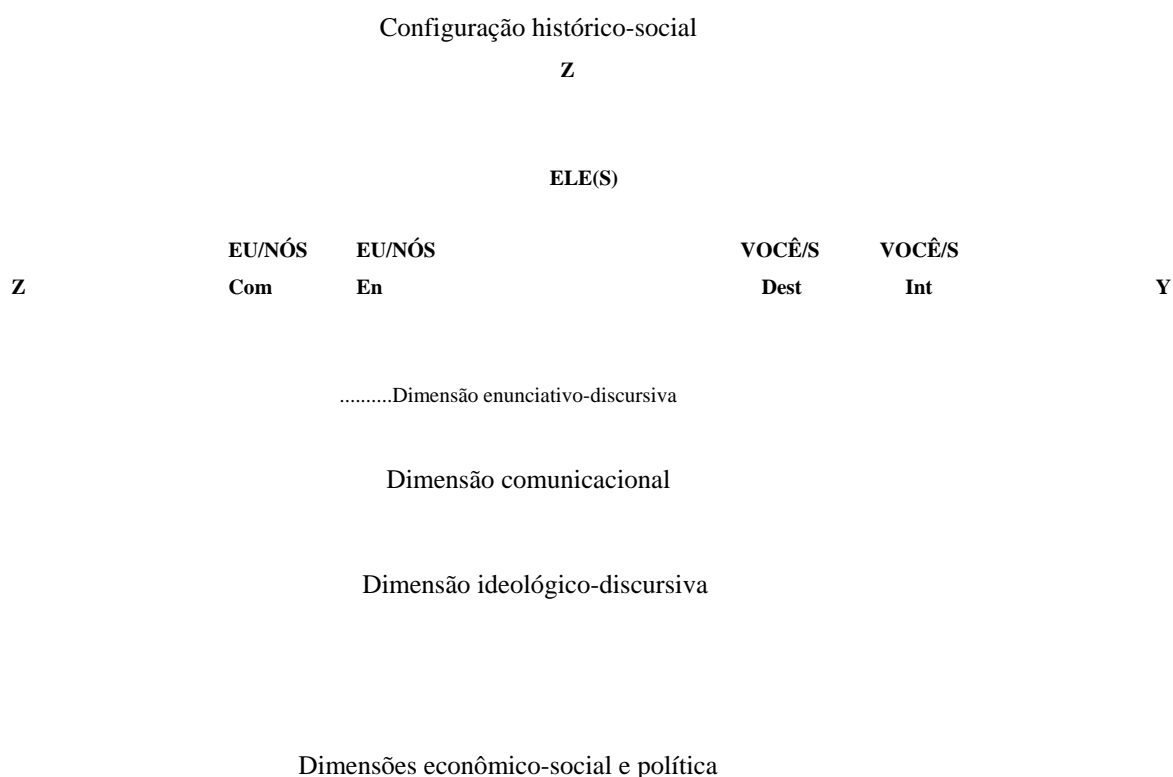 Configuração histórico-social
Z
ELE(S)
EU/NÓS EU/NÓS VOCÊ/S VOCÊ/S
Z Com En Dest Int Y
..........Dimensão enunciativo-discursiva
Dimensão comunicacional
Dimensão ideológico-discursiva
Dimensões econômico-social e política